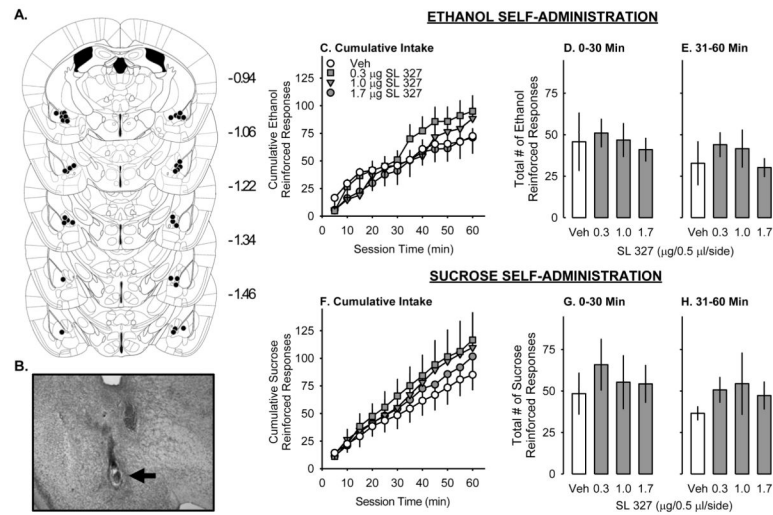 A.
-0.94
-1.06
-1.22
-1.34
-1.46
B.
ETHANOL SELF-ADMINISTRATION
C. Cumulative Intake
Veh
0.3 µg SL 327
1.0 µg SL 327
1.7 µg SL 327
Cumulative Ethanol
Reinforced Responses
125
100
75
50
25
0
0 10 20 30 40 50 60
Session Time (min)
D. 0-30 Min
E. 31-60 Min
Total # of Ethanol
Reinforced Responses
75
50
25
0
Veh 0.3 1.0 1.7 Veh 0.3 1.0 1.7
SL 327 (µg/0.5 µl/side)
SUCROSE SELF-ADMINISTRATION
F. Cumulative Intake
Cumulative Sucrose
Reinforced Responses
125
100
75
50
25
0
0 10 20 30 40 50 60
Session Time (min)
G. 0-30 Min
H. 31-60 Min
Total # of Sucrose
Reinforced Responses
75
50
25
0
Veh 0.3 1.0 1.7 Veh 0.3 1.0 1.7
SL 327 (µg/0.5 µl/side)